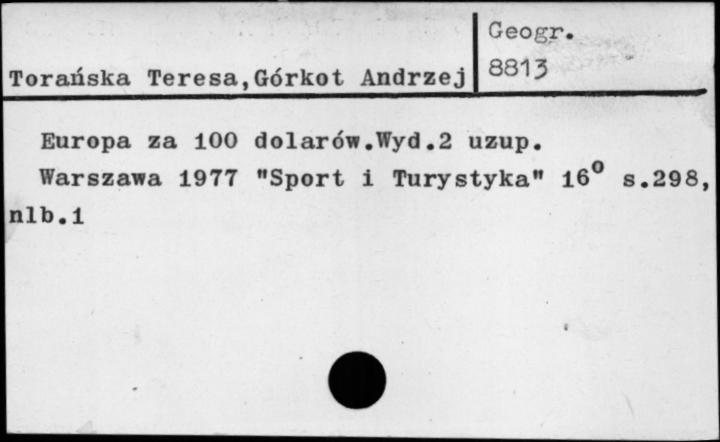 Geogr.
8813
Torańska Teresa,Górkot Andrzej
Europa za 100 dolarów.Wyd.2 uzup.
Warszawa 1977 "Sport i Turystyka" 16⁰ s.298,
nlb.1